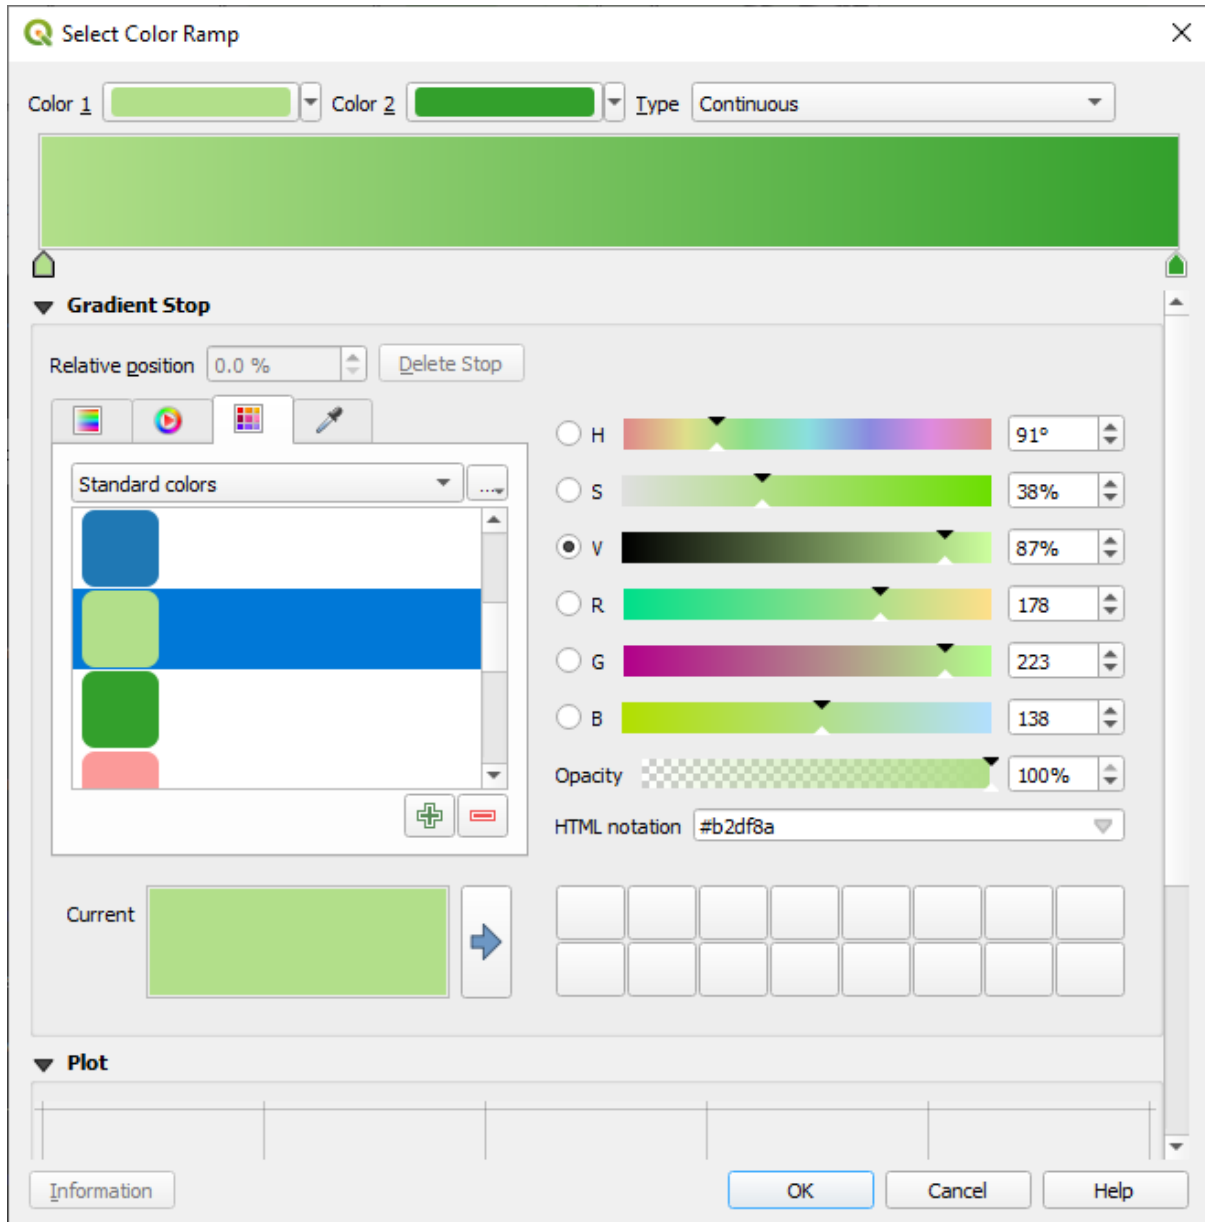 Select Color Ramp
Color 1 Color 2 Type Continuous
Gradient Stop
Relative position 0.0 % Delete Stop
H 91°
Standard colors ...
S 38%
V 87%
R 178
G 223
B 138
Opacity 100%
HTML notation #b2df8a
Current
Plot
Information OK Cancel Help